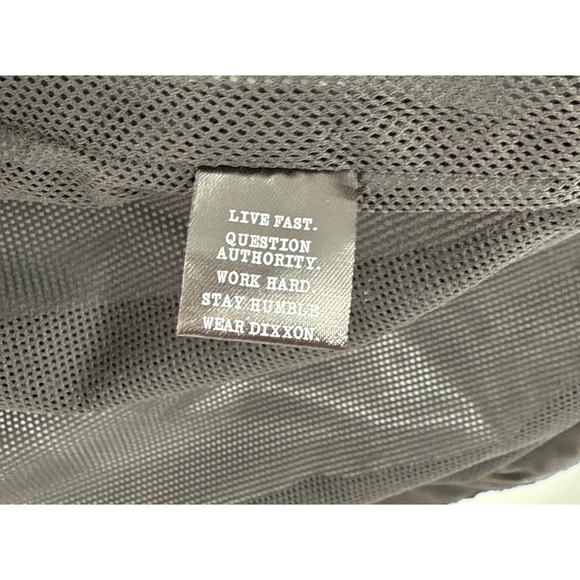 LIVE FAST.
QUESTION
AUTHORITY.
WORK HARD.
STAY HUMBLE
WEAR DIXXON.